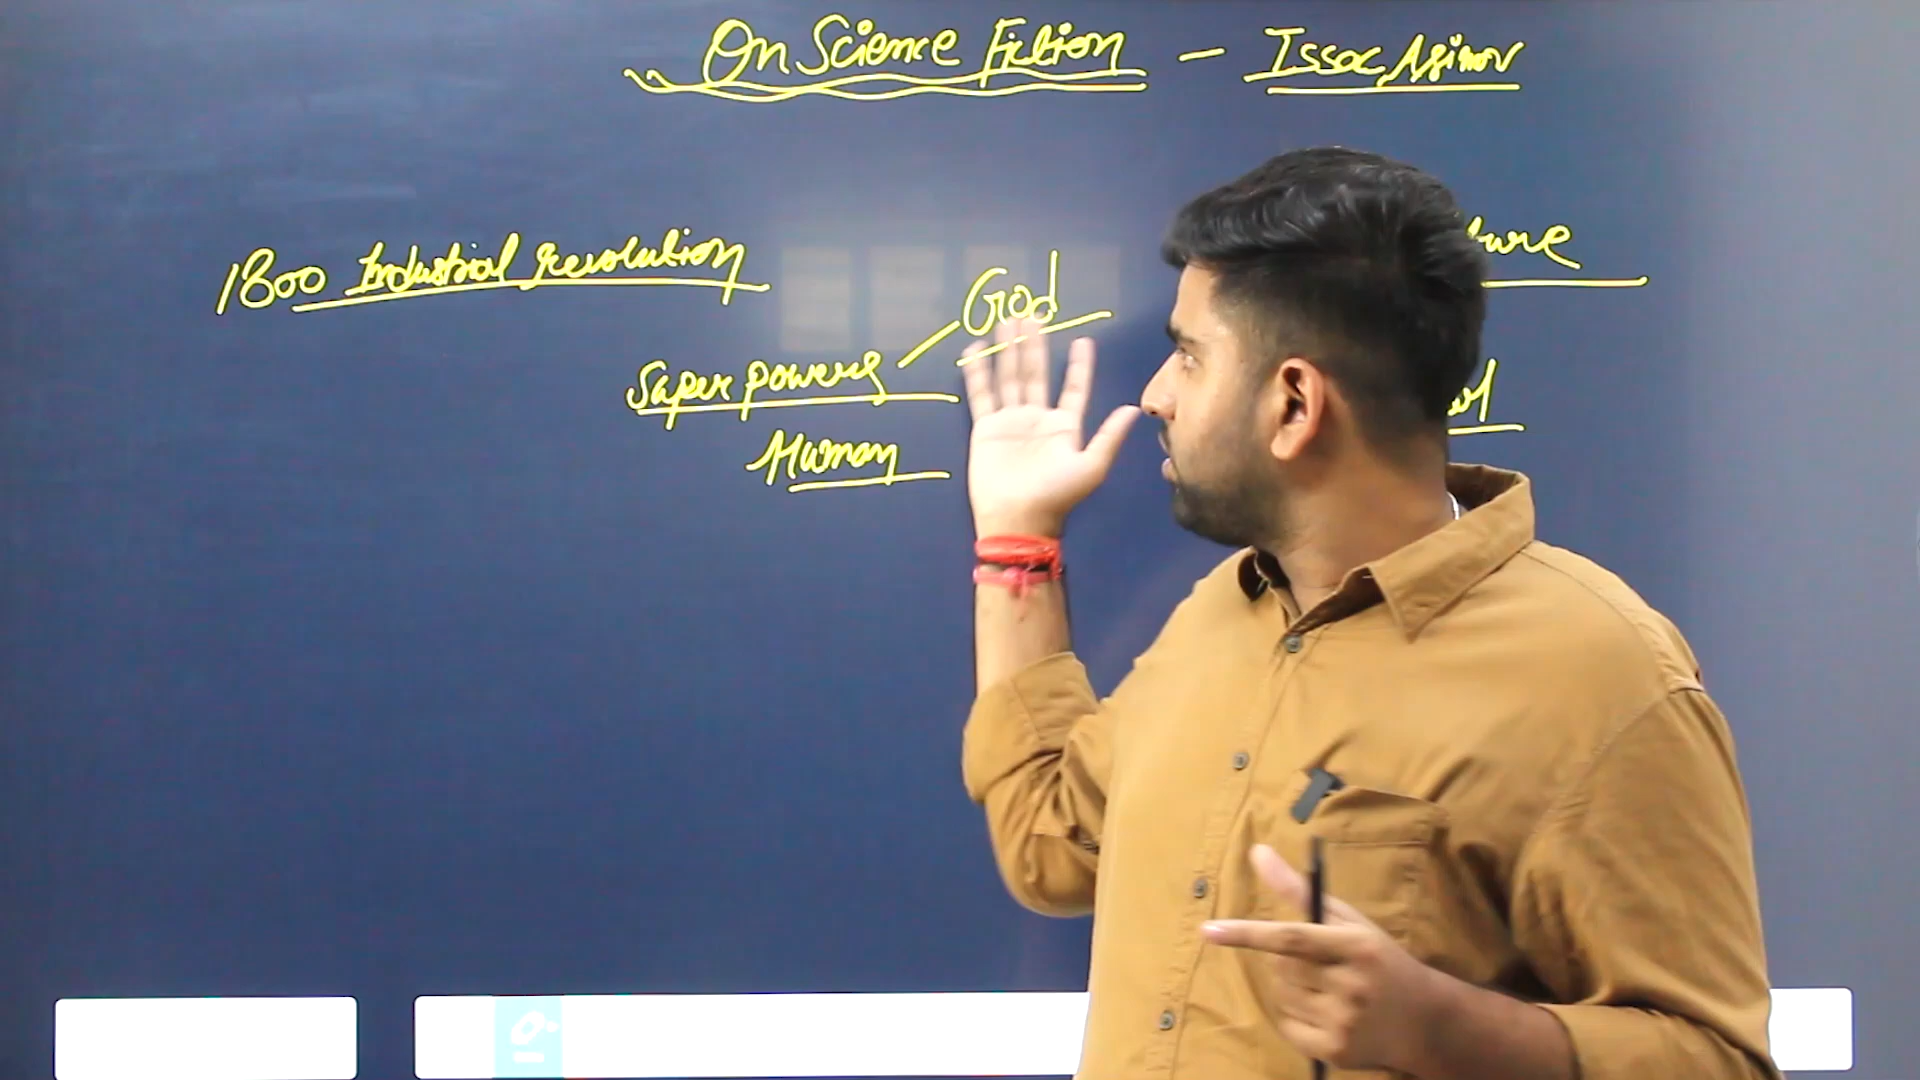 On Science Fiction - Issac Asimov
1800 Industrial revolution
God
Super powers
Human